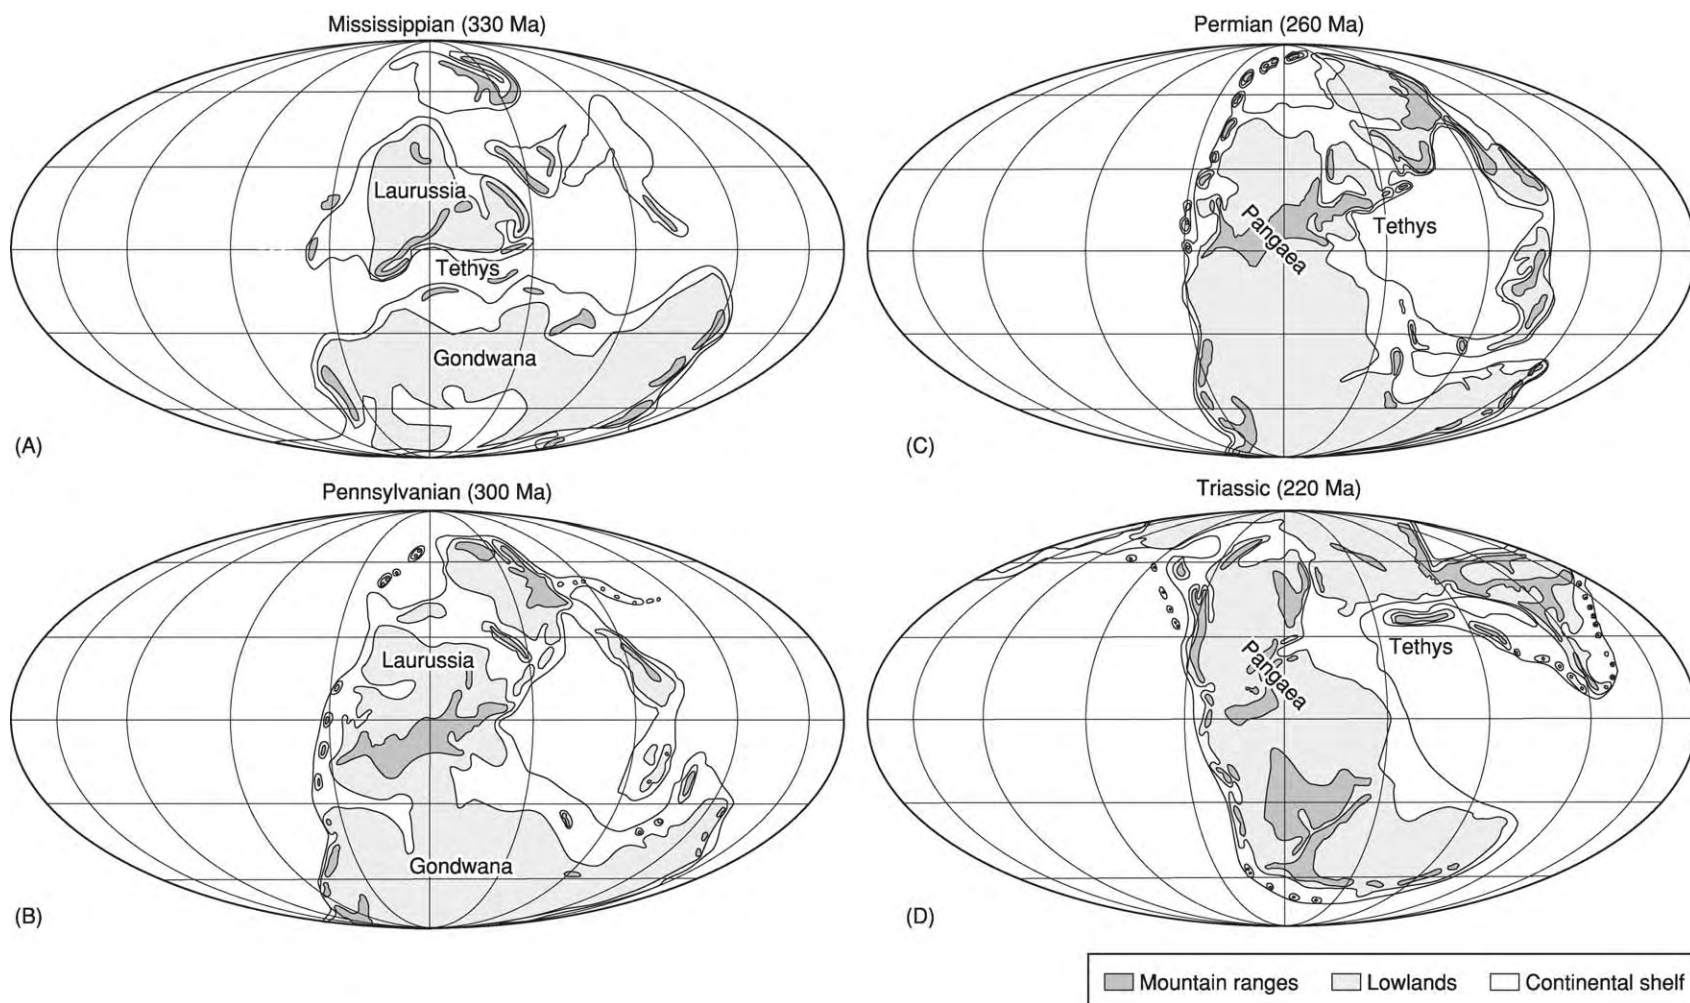 Mississippian (330 Ma)
Laurussia
Tethys
Gondwana
(A)
Pennsylvanian (300 Ma)
Laurussia
Gondwana
(B)
Permian (260 Ma)
Pangaea
Tethys
(C)
Triassic (220 Ma)
Pangaea
Tethys
(D)
Mountain ranges
Lowlands
Continental shelf